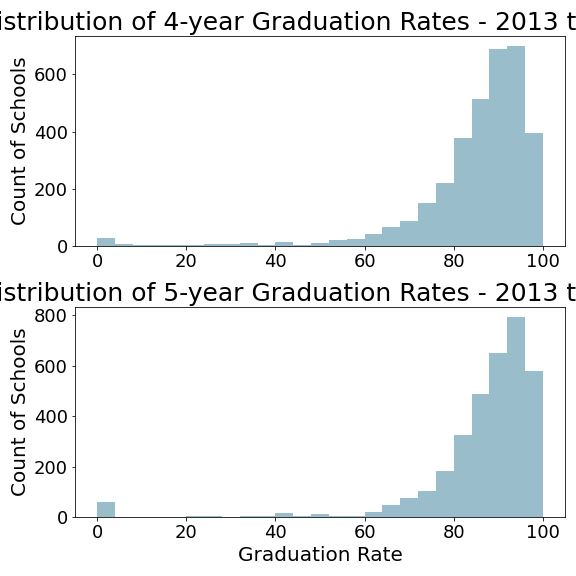 istribution of 4-year Graduation Rates - 2013 t
Count of Schools
600
400
200
0
0 20 40 60 80 100
istribution of 5-year Graduation Rates - 2013 t
Count of Schools
800
600
400
200
0
0 20 40 60 80 100
Graduation Rate